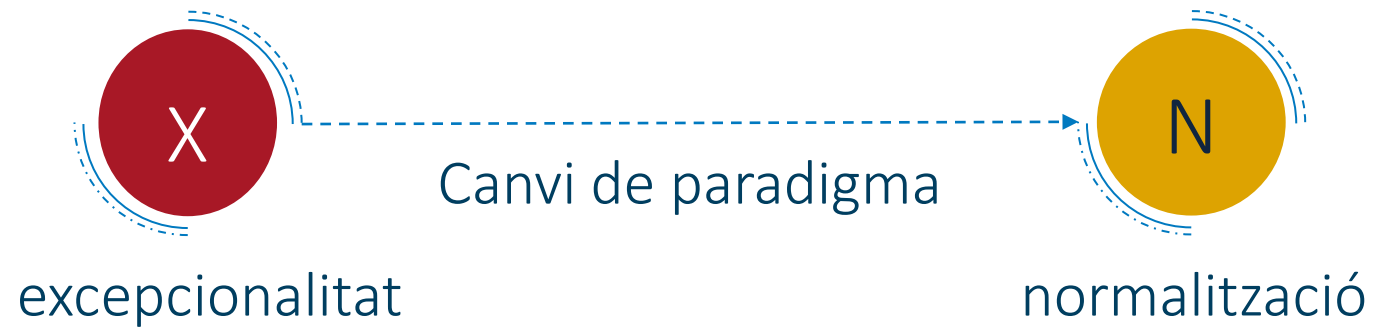 X
N
Canvi de paradigma
excepcionalitat
normalització